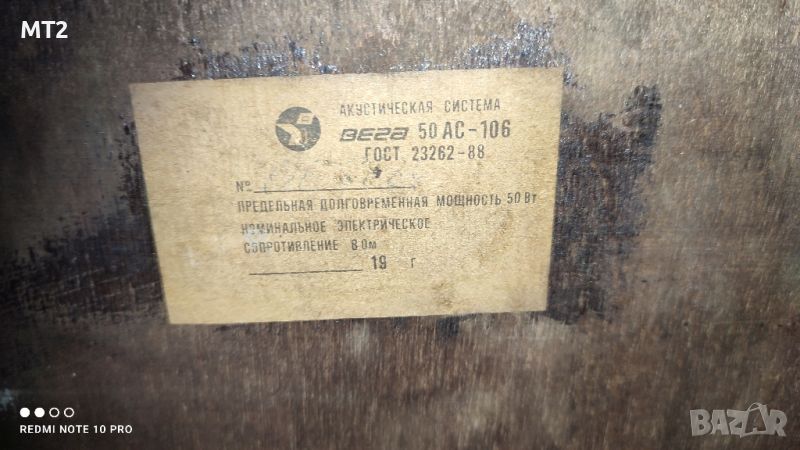 MT2
АКУСТИЧЕСКАЯ СИСТЕМА
ВЕГА 50 АС-106
ГОСТ 23262-88
№
ПРЕДЕЛЬНАЯ ДОЛГОВРЕМЕННАЯ МОЩНОСТЬ 50 Вт
НОМИНАЛЬНОЕ ЭЛЕКТРИЧЕСКОЕ
СОПРОТИВЛЕНИЕ 8 Ом
19 г
REDMI NOTE 10 PRO
BAZAR